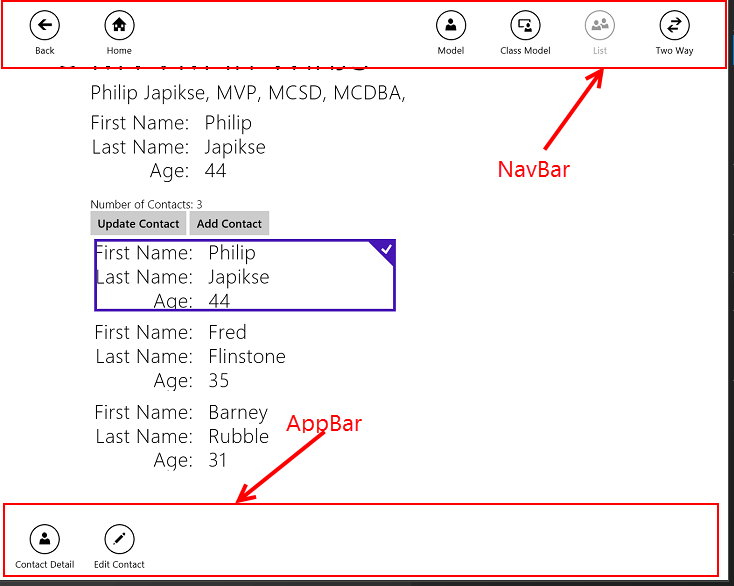 Back
Home
Model
Class Model
List
Two Way
Philip Japikse, MVP, MCSD, MCDBA,
First Name: Philip
Last Name: Japikse
Age: 44
NavBar
Number of Contacts: 3
Update Contact
Add Contact
First Name: Philip
Last Name: Japikse
Age: 44
First Name: Fred
Last Name: Flinstone
Age: 35
First Name: Barney
Last Name: Rubble
Age: 31
AppBar
Contact Detail
Edit Contact